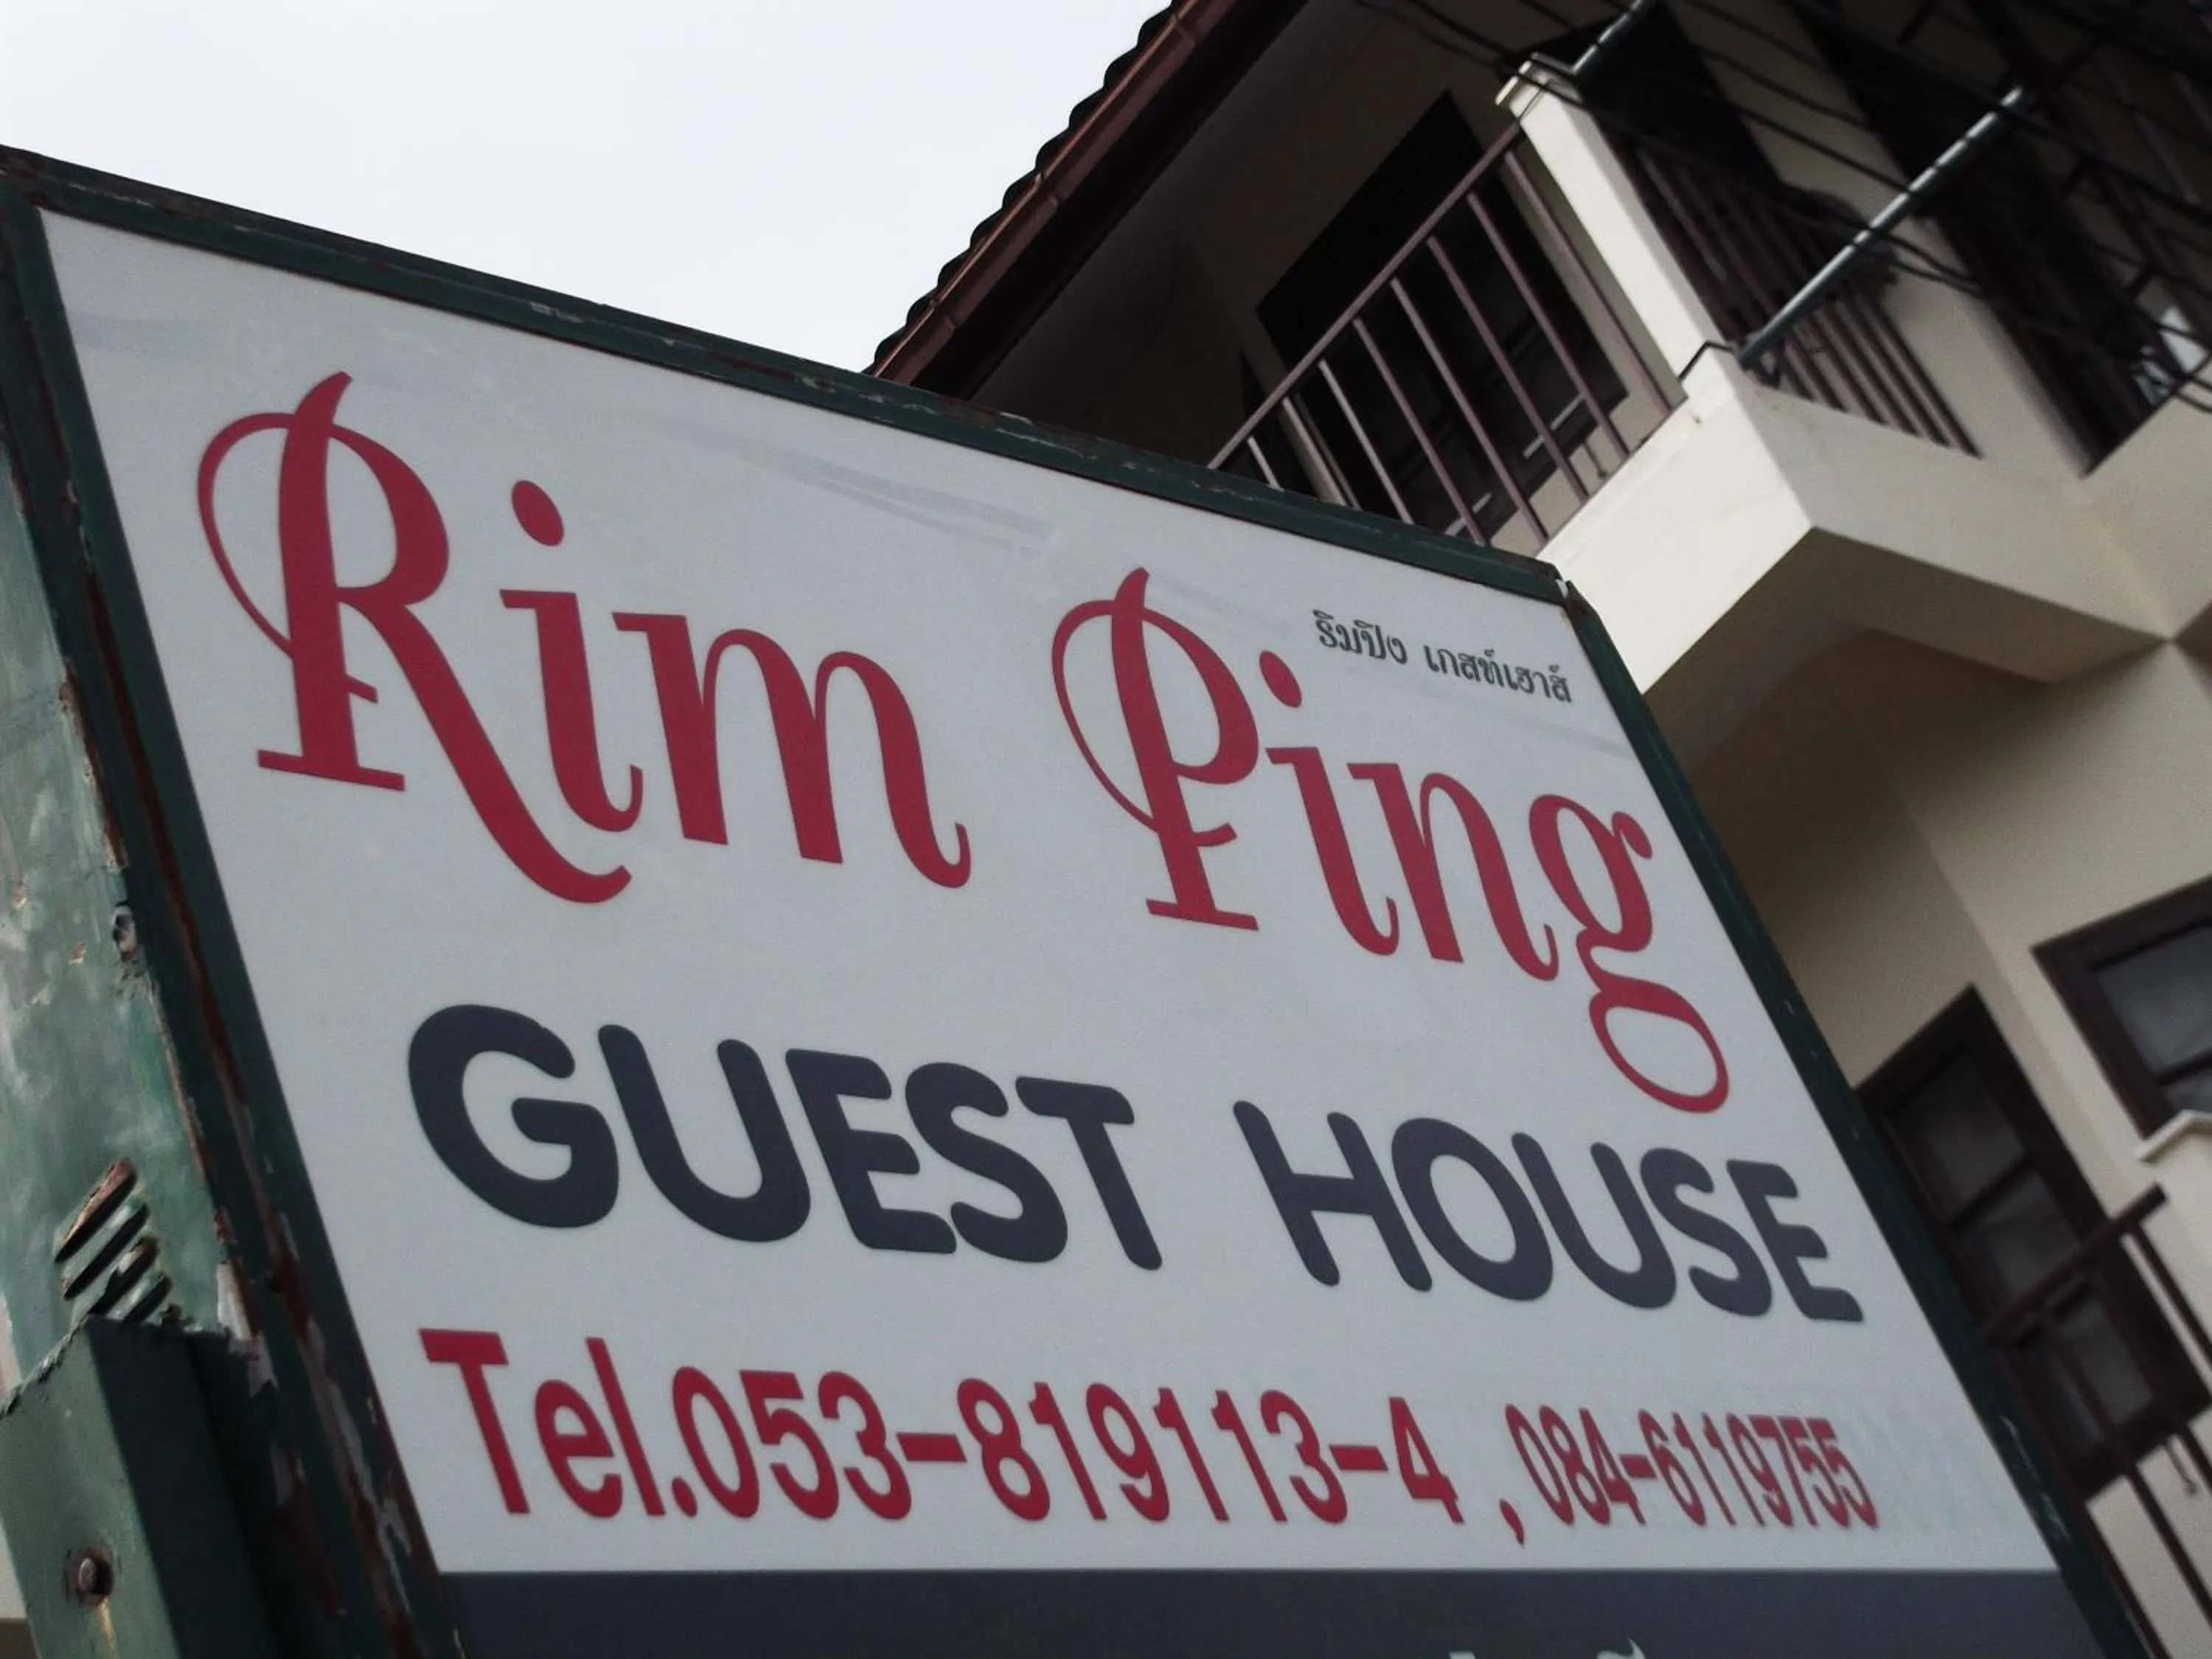 ริมปิง เกสท์เฮาส์
Rim Ping
GUEST HOUSE
Tel.053-819113-4 ,084-6119755